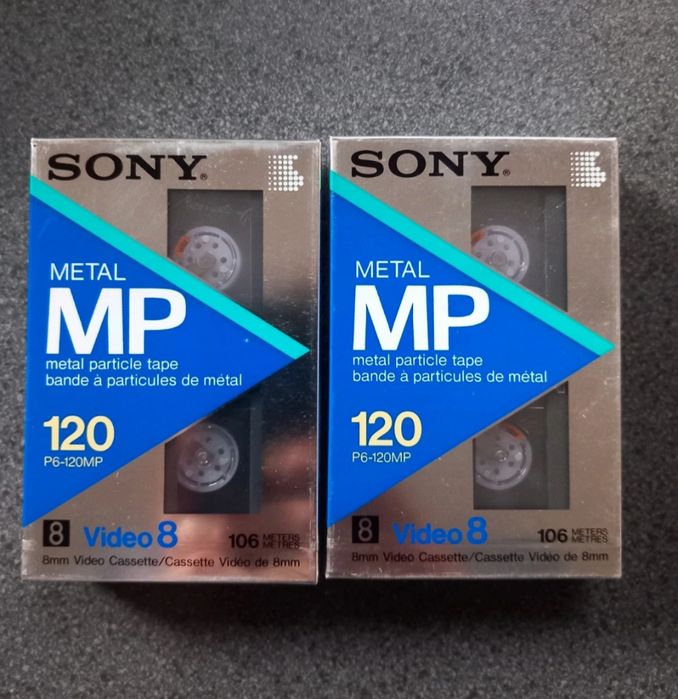 SONY®
METAL
MP
metal particle tape
bande à particules de métal
120
P6-120MP
8 Video 8 106 METERS MÈTRES
8mm Video Cassette/Cassette Vidéo de 8mm
SONY®
METAL
MP
metal particle tape
bande à particules de métal
120
P6-120MP
8 Video 8 106 METERS MÈTRES
8mm Video Cassette/Cassette Vidéo de 8mm